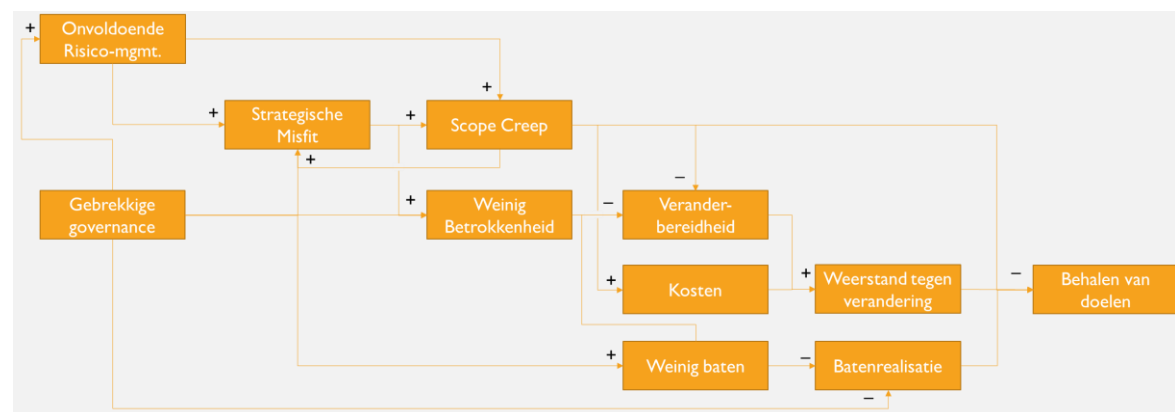 +
Onvoldoende
Risico-mgmt.
+
+
Strategische
Misfit
+
Scope Creep
+
–
Gebrekkige
governance
+
Weinig
Betrokkenheid
–
Verander-
bereidheid
+
Kosten
+
Weerstand tegen
verandering
–
Behalen van
doelen
+
Weinig baten
–
Batenrealisatie
–